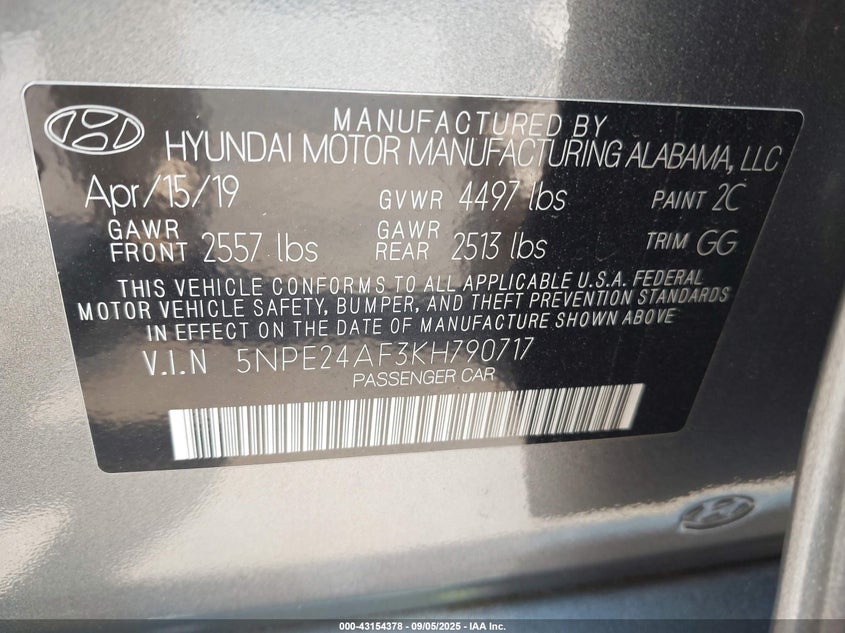 MANUFACTURED BY
HYUNDAI MOTOR MANUFACTURING ALABAMA, LLC
Apr/15/19 GVWR 4497 lbs PAINT 2C
GAWR FRONT 2557 lbs GAWR REAR 2513 lbs TRIM GG
THIS VEHICLE CONFORMS TO ALL APPLICABLE U.S.A. FEDERAL
MOTOR VEHICLE SAFETY, BUMPER, AND THEFT PREVENTION STANDARDS
IN EFFECT ON THE DATE OF MANUFACTURE SHOWN ABOVE
V.I.N 5NPE24AF3KH790717
PASSENGER CAR
000-43154378 - 09/05/2025 - IAA Inc.